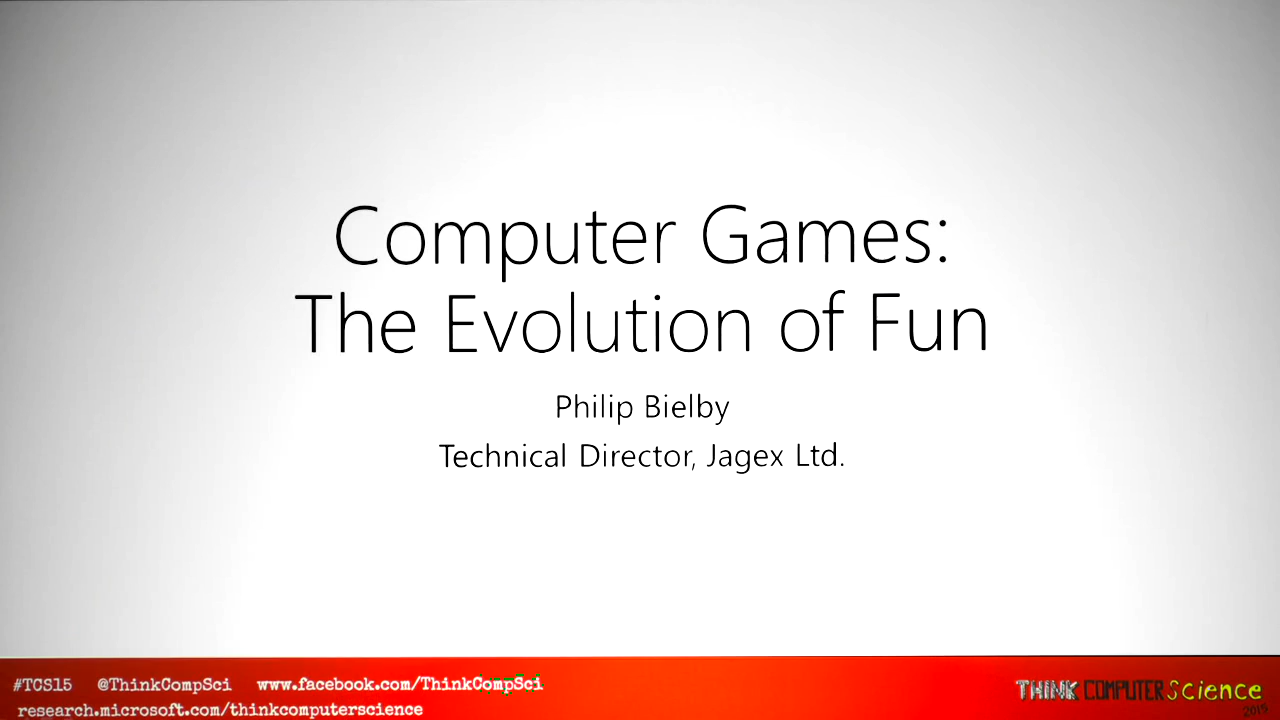 Computer Games:
The Evolution of Fun
Philip Bielby
Technical Director, Jagex Ltd.
#TCS15 @ThinkCompSci www.facebook.com/ThinkCompSci
research.microsoft.com/thinkcomputerscience
THINK COMPUTER Science
2015